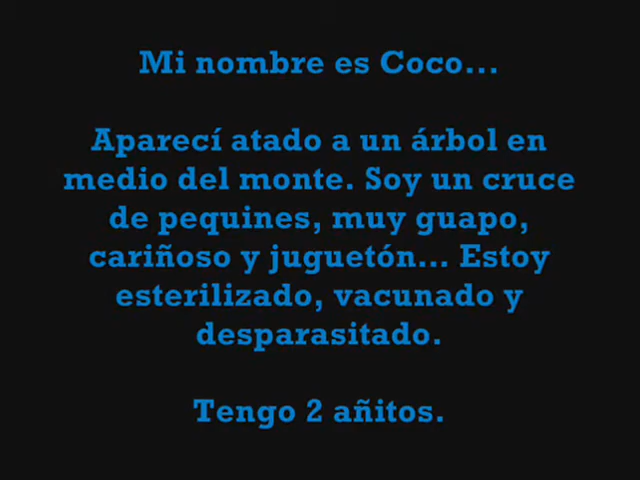 Mi nombre es Coco...
Aparecí atado a un árbol en
medio del monte. Soy un cruce
de pequines, muy guapo,
cariñoso y juguetón... Estoy
esterilizado, vacunado y
desparasitado.
Tengo 2 añitos.